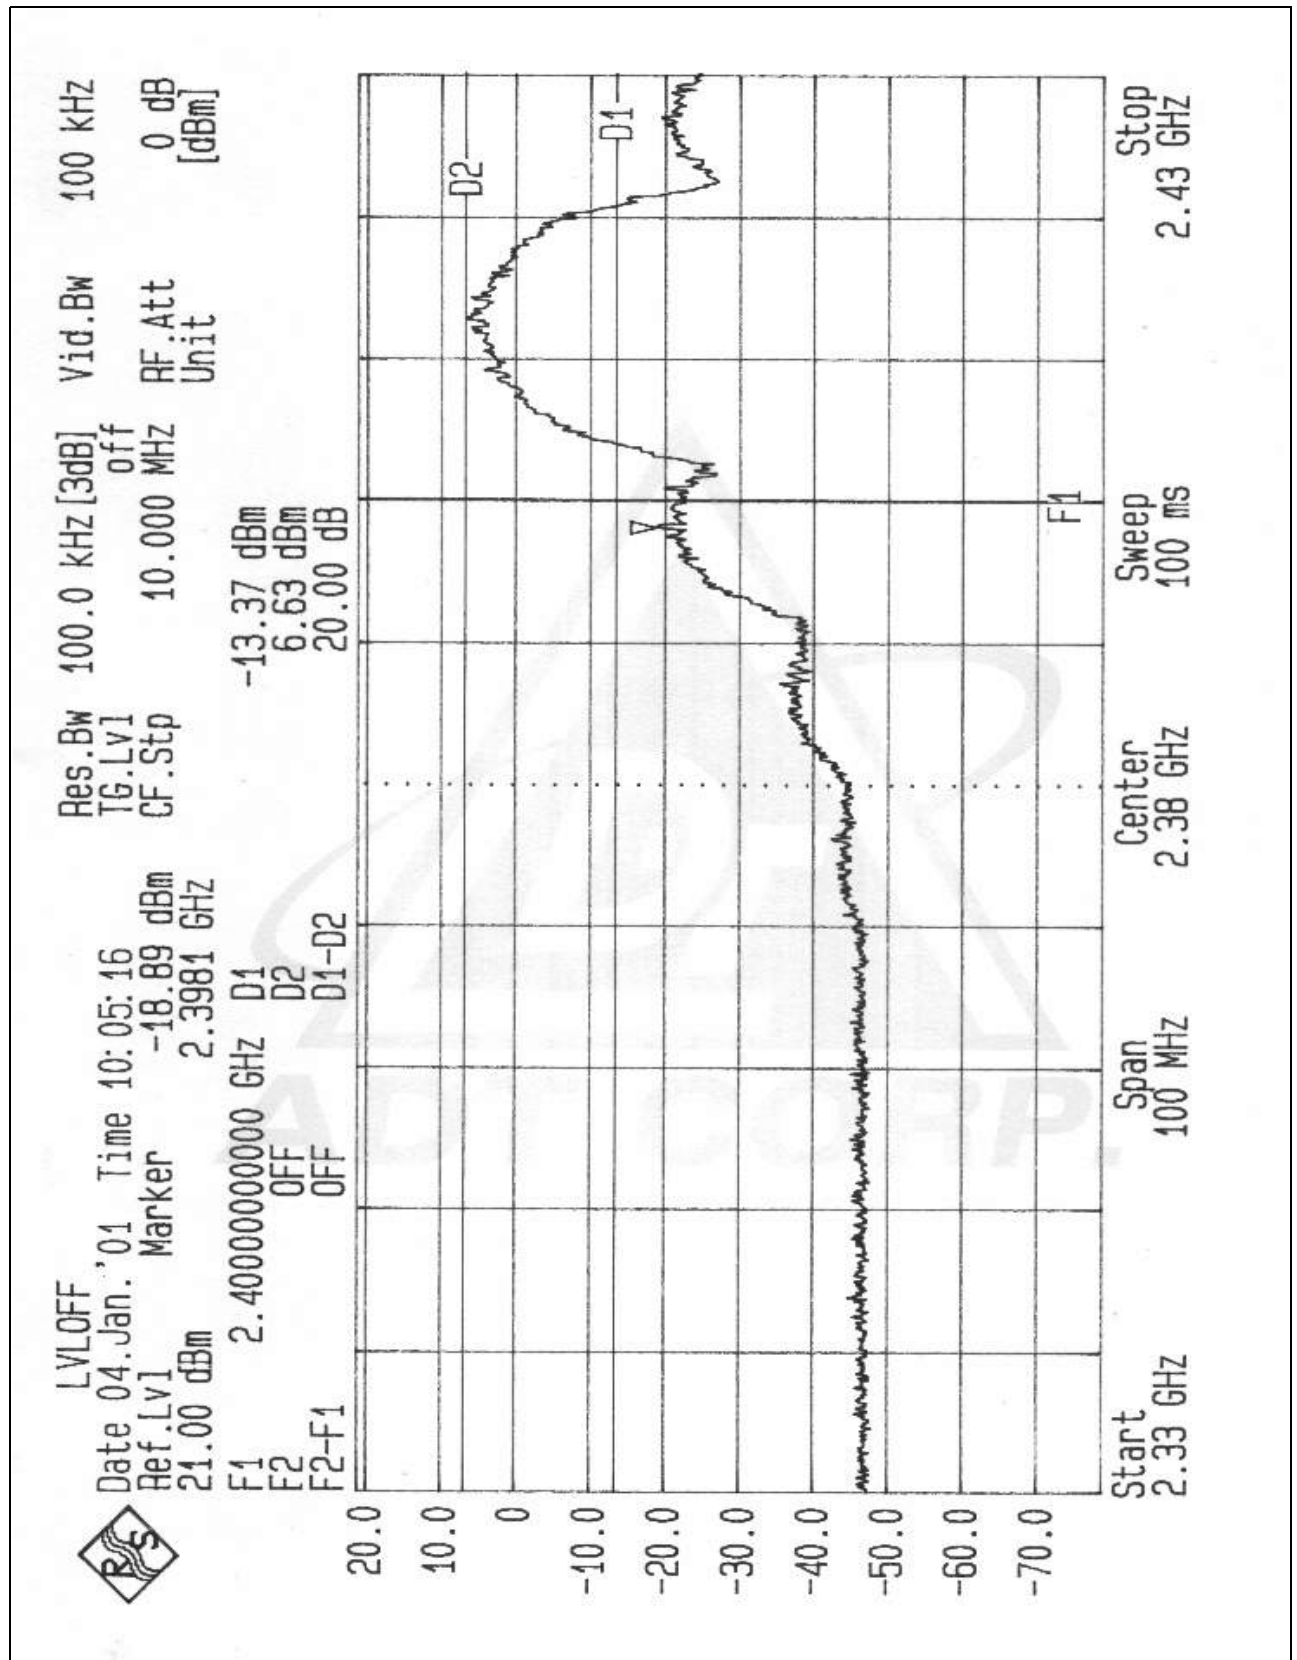 LVLOFF
Date 04.Jan.'01 Time 10:05:16
Ref.Lvl Marker -18.89 dBm
21.00 dBm 2.3981 GHz
Res.Bw 100.0 kHz[3dB] Vid.Bw 100 kHz
TG.Lvl off
CF.Stp 10.000 MHz RF.Att 0 dB
Unit [dBm]
F1 2.4000000000 GHz D1 -13.37 dBm
F2 OFF D2 6.63 dBm
F2-F1 OFF D1-D2 20.00 dB
20.0
10.0
D2
0
-10.0
D1
-20.0
-30.0
-40.0
-50.0
-60.0
-70.0
F1
Start Span Center Sweep Stop
2.33 GHz 100 MHz 2.38 GHz 100 ms 2.43 GHz
RS
ADT CORP.